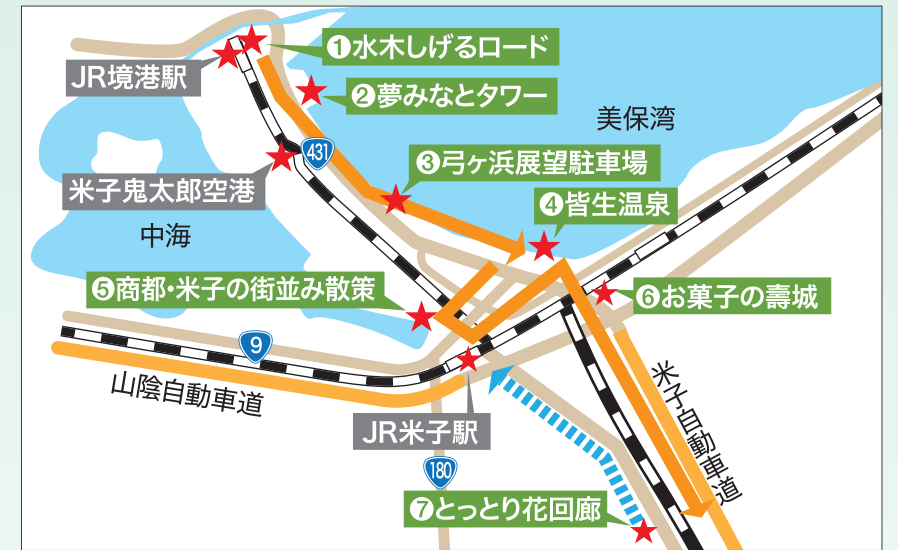 ❶水木しげるロード
JR境港駅
❷夢みなとタワー
美保湾
431
❸弓ヶ浜展望駐車場
米子鬼太郎空港
❹皆生温泉
中海
❺商都・米子の街並み散策
❻お菓子の壽城
9
山陰自動車道
米子自動車道
JR米子駅
180
❼とっとり花回廊